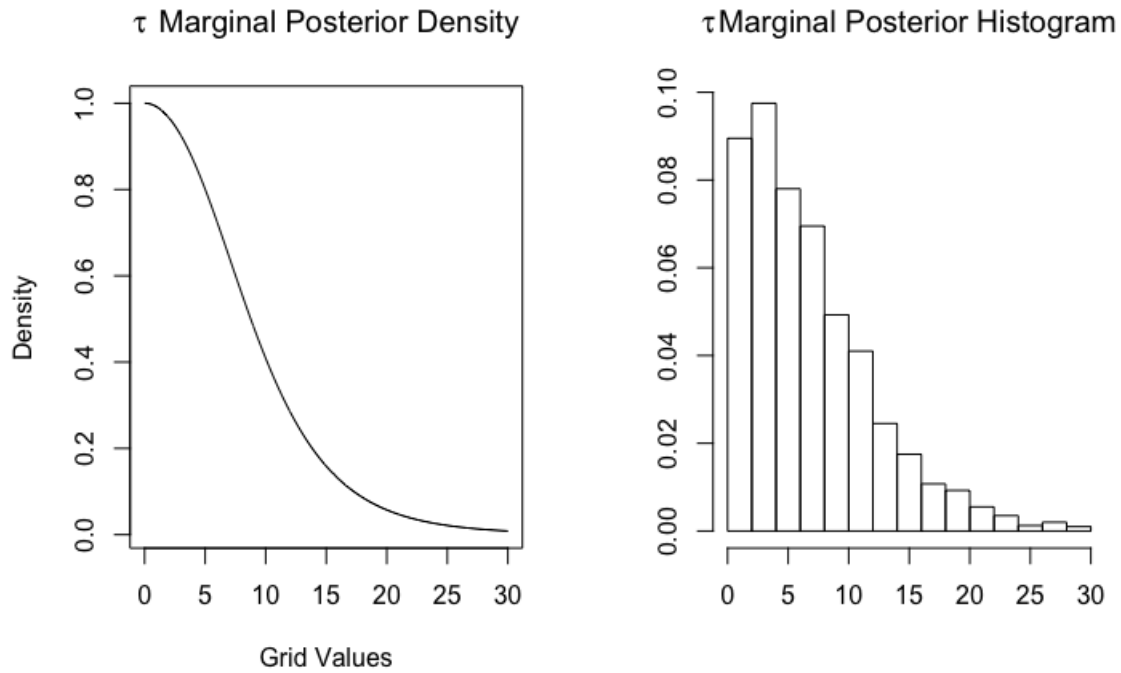 τ Marginal Posterior Density
Density
0.0 0.2 0.4 0.6 0.8 1.0
0 5 10 15 20 25 30
Grid Values
τMarginal Posterior Histogram
0.00 0.02 0.04 0.06 0.08 0.10
0 5 10 15 20 25 30